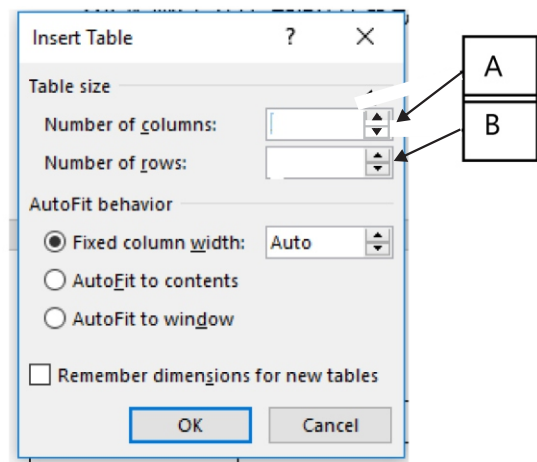 Insert Table ? ×
Table size
Number of columns:
A
Number of rows:
B
AutoFit behavior
Fixed column width: Auto
AutoFit to contents
AutoFit to window
Remember dimensions for new tables
OK Cancel